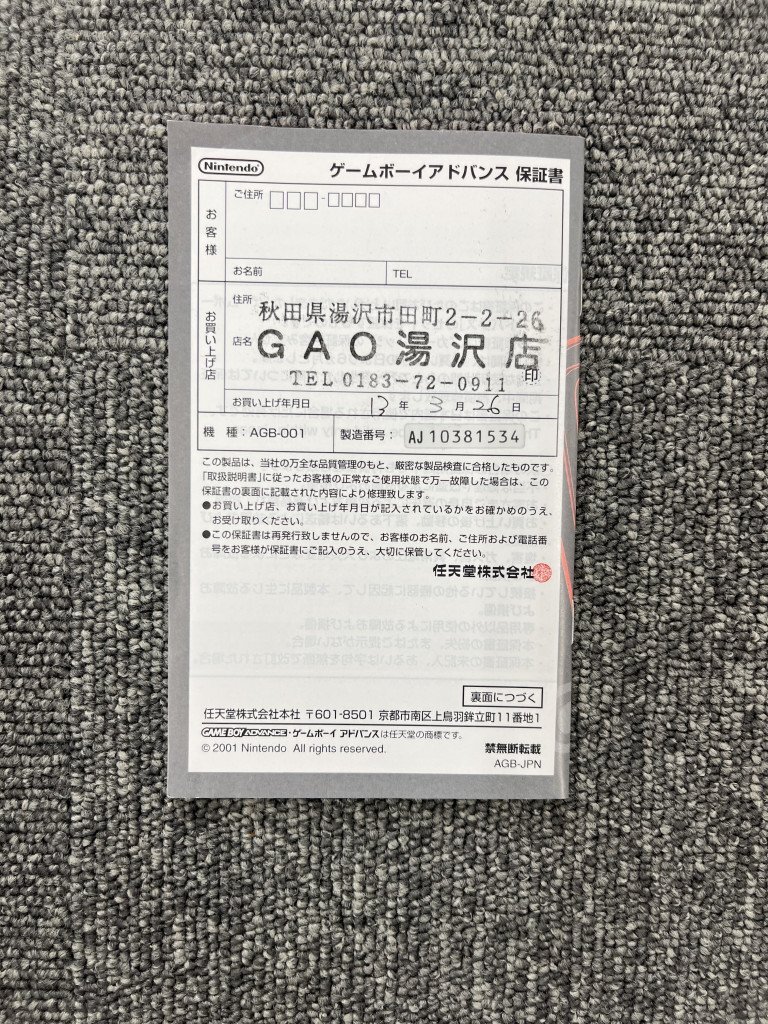 Nintendo
ゲームボーイアドバンス 保証書
お客様
ご住所 □□□-□□□□
お名前
TEL
お買い上げ店
住所
秋田県湯沢市田町2-2-26
店名
GAO湯沢店
TEL 0183-72-0911
印
お買い上げ年月日 13 年 3 月 26 日
機 種：AGB-001
製造番号： AJ10381534
この製品は、当社の万全な品質管理のもと、厳密な製品検査に合格したものです。
「取扱説明書」に従ったお客様の正常なご使用状態で万一故障した場合は、この
保証書の裏面に記載された内容により修理致します。
●お買い上げ店、お買い上げ年月日が記入されているかをお確かめのうえ、
お受け取りください。
●この保証書は再発行致しませんので、お客様のお名前、ご住所および電話番
号をお客様が保証書にご記入のうえ、大切に保管してください。
任天堂株式会社
裏面につづく
任天堂株式会社本社 〒601-8501 京都市南区上鳥羽鉾立町11番地1
GAME BOY ADVANCE・ゲームボーイ アドバンスは任天堂の商標です。
© 2001 Nintendo All rights reserved.
禁無断転載
AGB-JPN